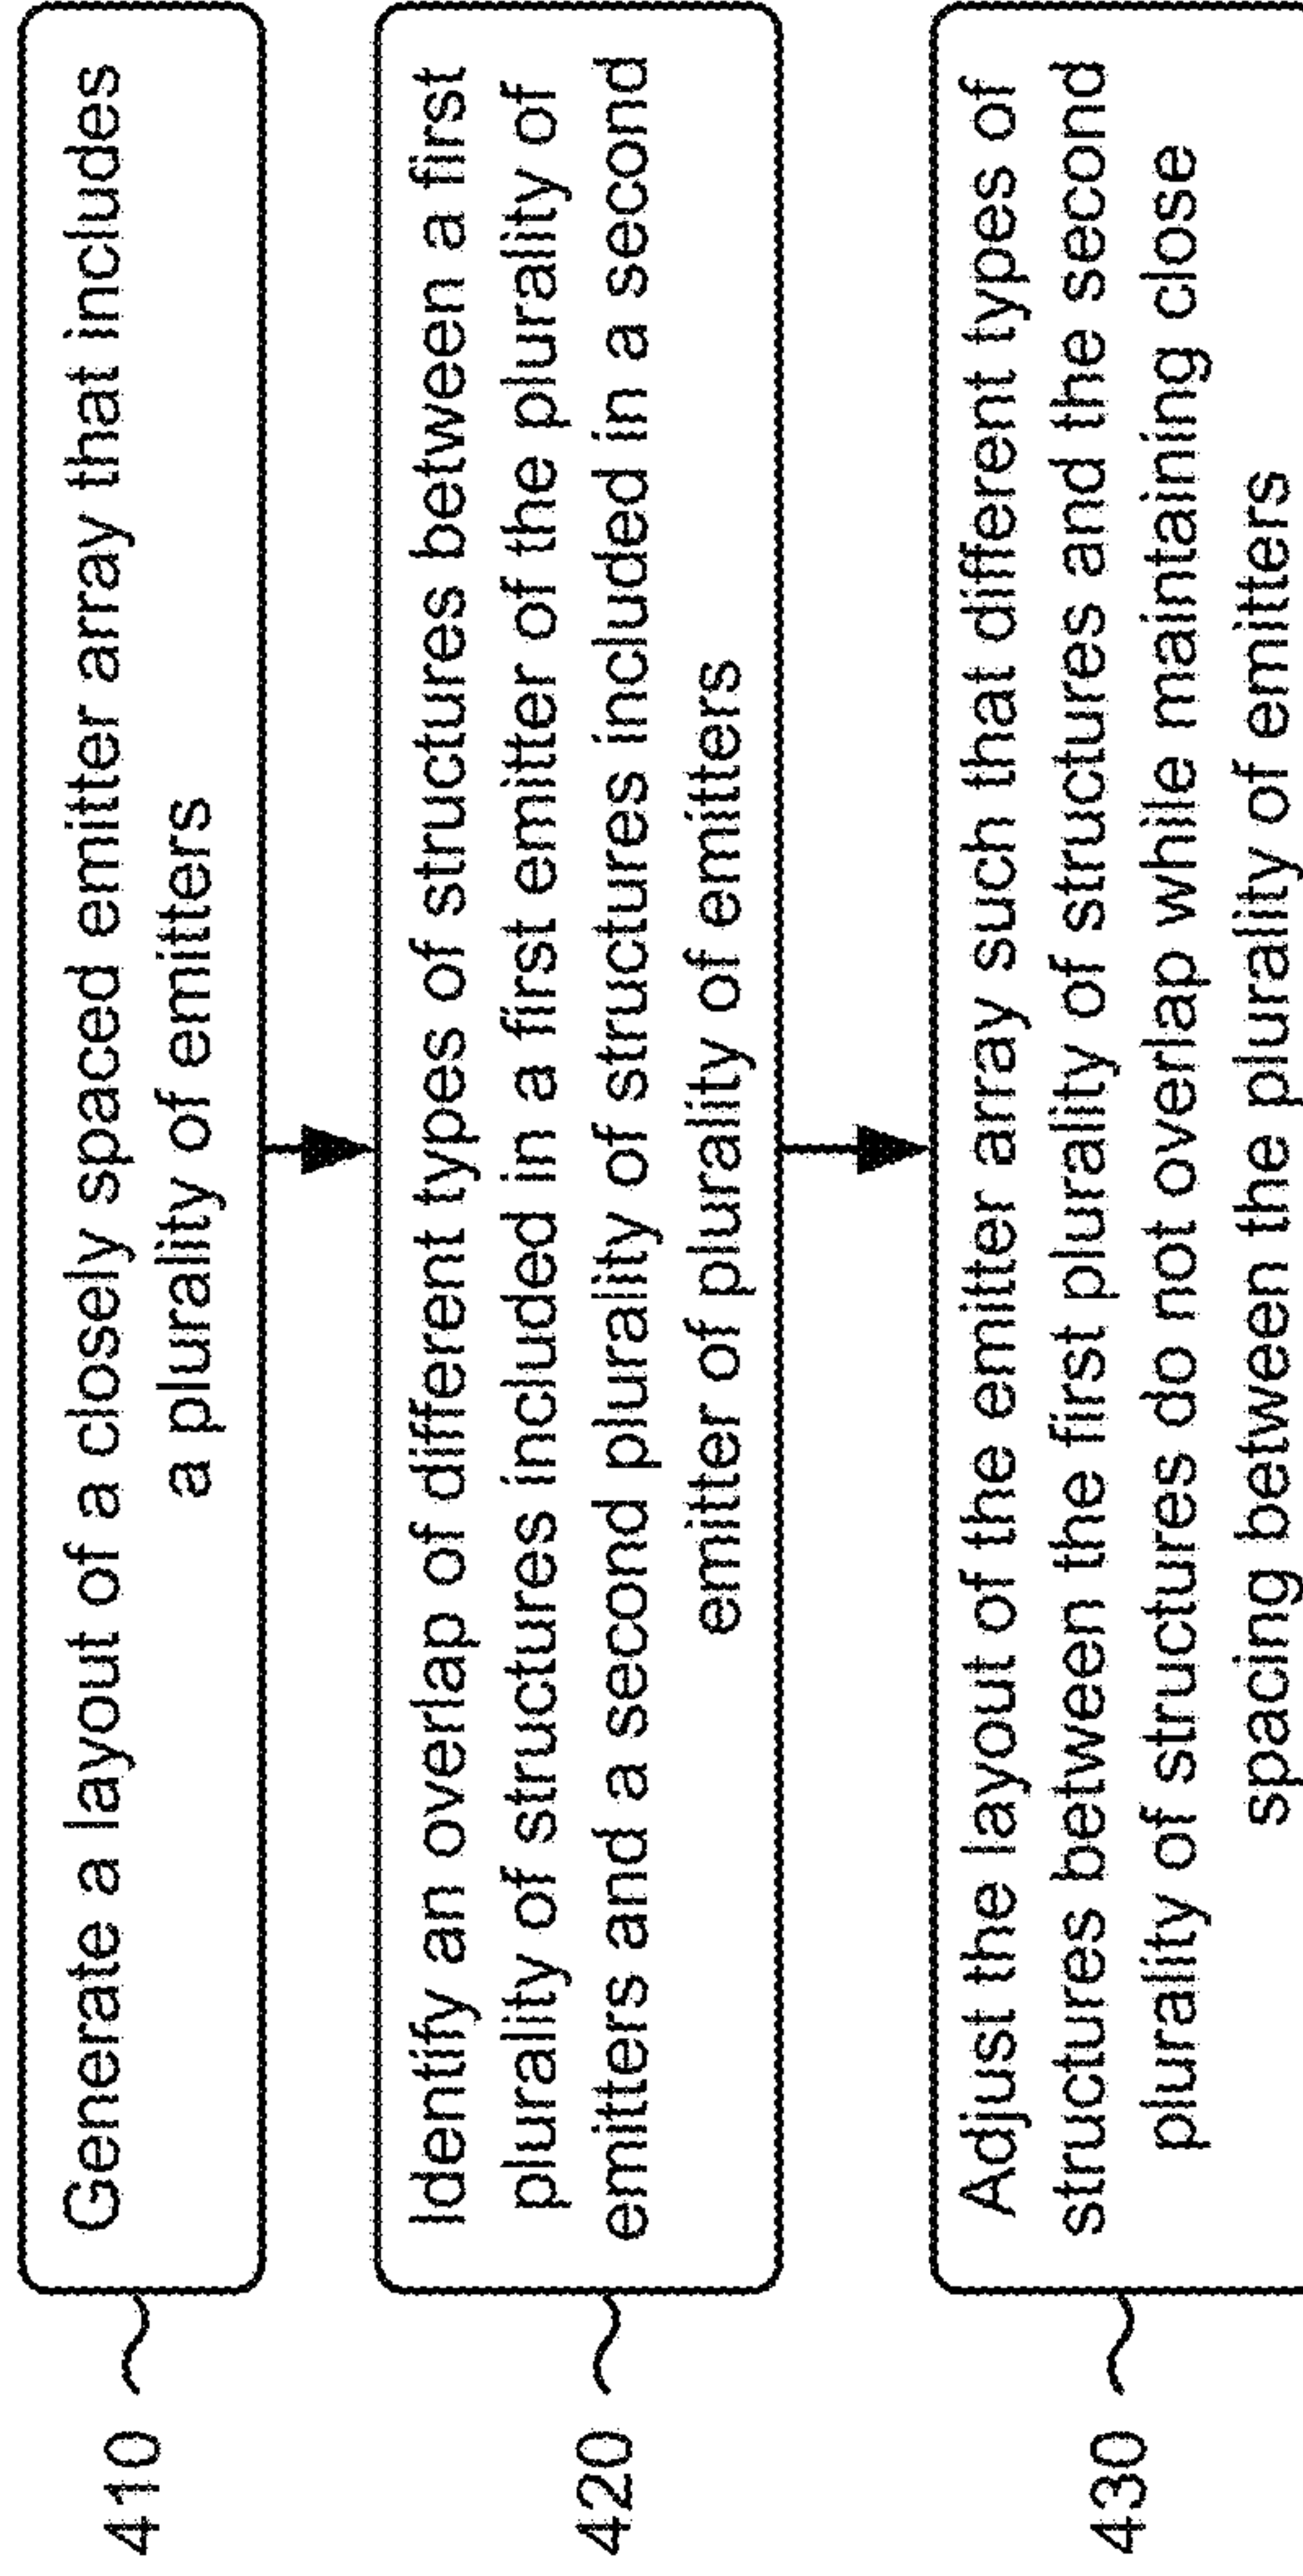 410
Generate a layout of a closely spaced emitter array that includes
a plurality of emitters
420
Identify an overlap of different types of structures between a first
plurality of structures included in a first emitter of the plurality of
emitters and a second plurality of structures included in a second
emitter of plurality of emitters
430
Adjust the layout of the emitter array such that different types of
structures between the first plurality of structures and the second
plurality of structures do not overlap while maintaining close
spacing between the plurality of emitters